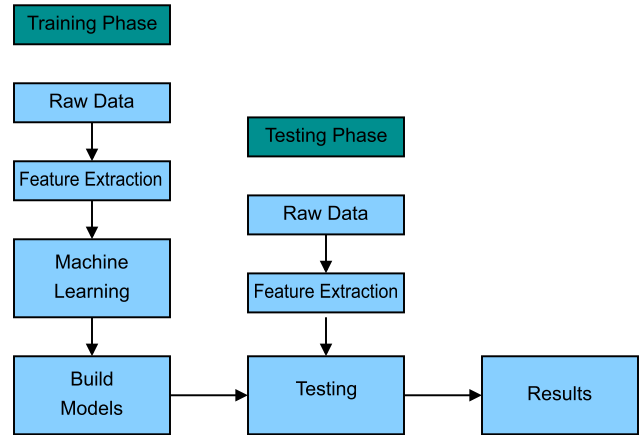 Training Phase
Raw Data
Feature Extraction
Machine
Learning
Build
Models
Testing Phase
Raw Data
Feature Extraction
Testing
Results